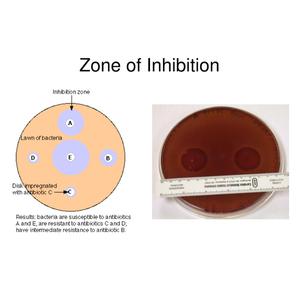 Zone of Inhibition
Inhibition zone
A
Lawn of bacteria
D
E
B
Disk impregnated
with antibiotic C
C
Results; bacteria are susceptible to antibiotics
A and E, are resistant to antibiotics C and D;
have intermediate resistance to antibiotic B.